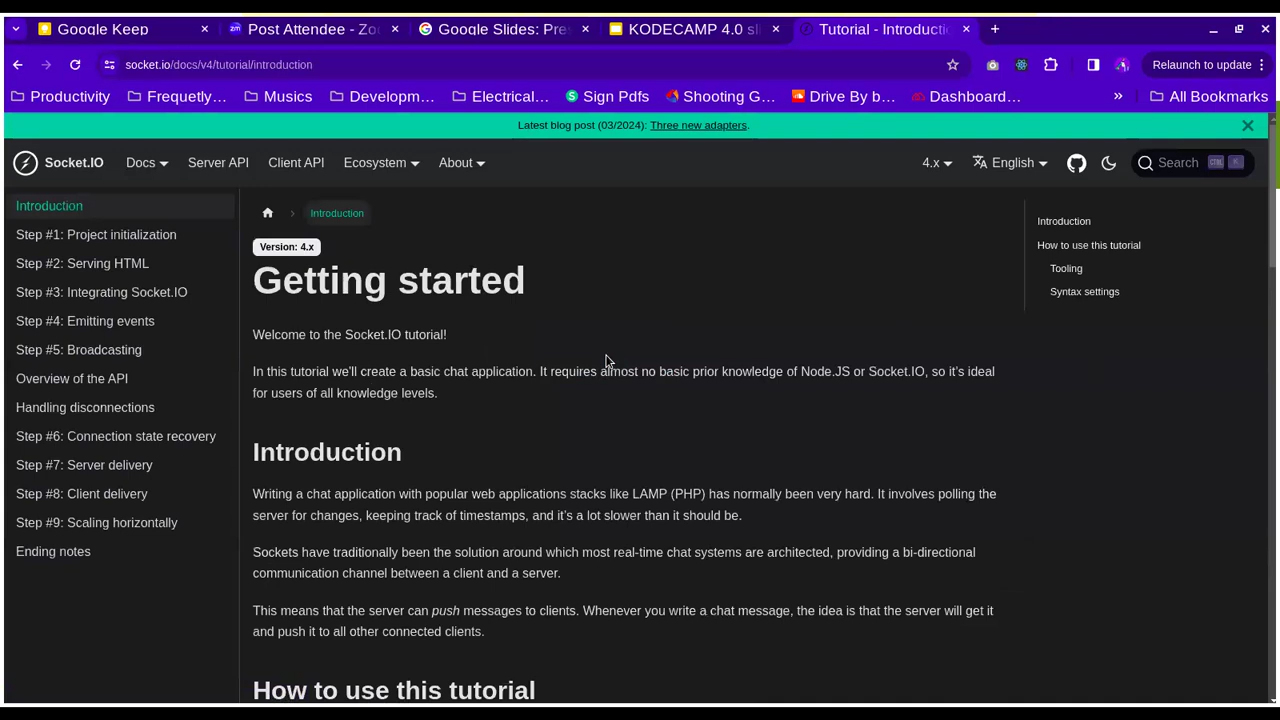 Google Keep
Post Attendee - Zoo
Google Slides: Pres
KODECAMP 4.0 sli
Tutorial - Introductio
socket.io/docs/v4/tutorial/introduction
Relaunch to update
Productivity
Frequetly...
Musics
Developm...
Electrical...
Sign Pdfs
Shooting G...
Drive By b...
Dashboard...
»
All Bookmarks
Latest blog post (03/2024): Three new adapters.
Socket.IO
Docs
Server API
Client API
Ecosystem
About
4.x
English
Search
Introduction
Step #1: Project initialization
Step #2: Serving HTML
Step #3: Integrating Socket.IO
Step #4: Emitting events
Step #5: Broadcasting
Overview of the API
Handling disconnections
Step #6: Connection state recovery
Step #7: Server delivery
Step #8: Client delivery
Step #9: Scaling horizontally
Ending notes
Introduction
Version: 4.x
Getting started
Welcome to the Socket.IO tutorial!
In this tutorial we'll create a basic chat application. It requires almost no basic prior knowledge of Node.JS or Socket.IO, so it's ideal
for users of all knowledge levels.
Introduction
Writing a chat application with popular web applications stacks like LAMP (PHP) has normally been very hard. It involves polling the
server for changes, keeping track of timestamps, and it's a lot slower than it should be.
Sockets have traditionally been the solution around which most real-time chat systems are architected, providing a bi-directional
communication channel between a client and a server.
This means that the server can push messages to clients. Whenever you write a chat message, the idea is that the server will get it
and push it to all other connected clients.
How to use this tutorial
Introduction
How to use this tutorial
Tooling
Syntax settings